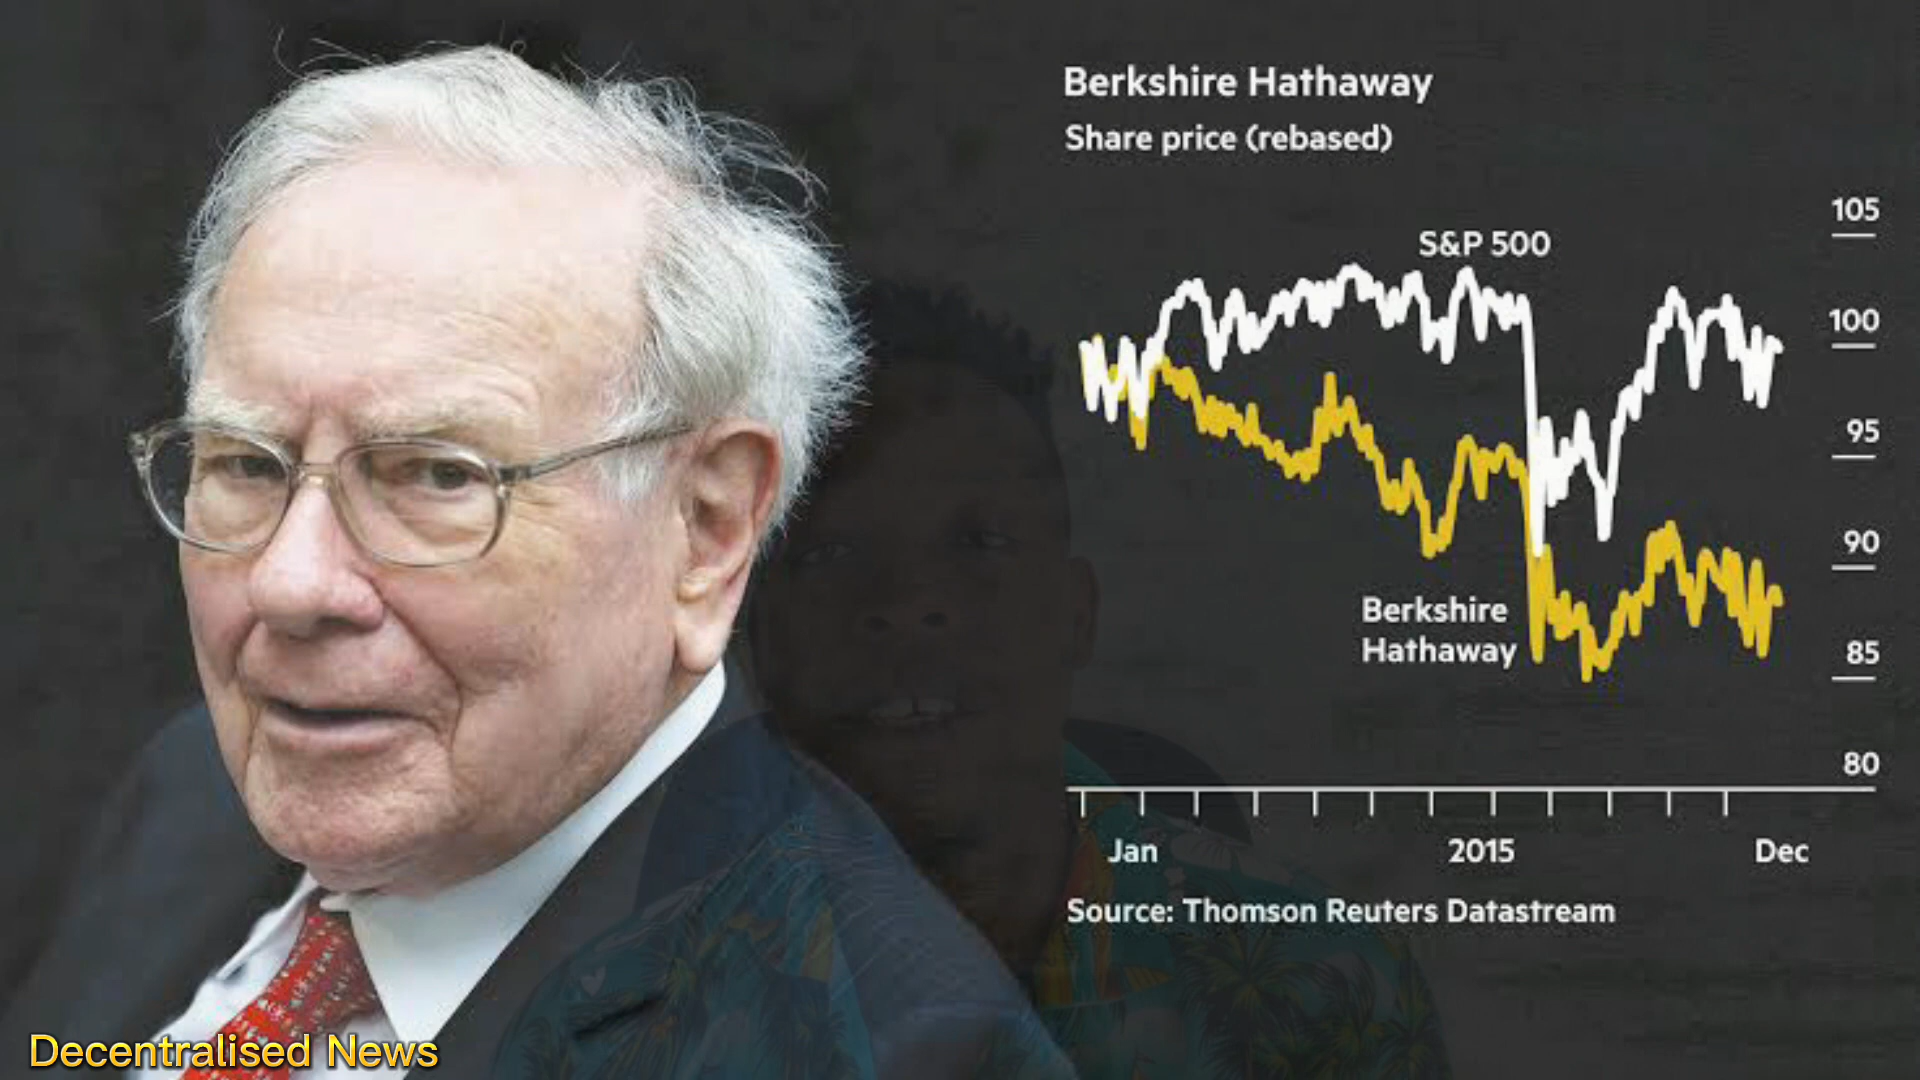 Berkshire Hathaway
Share price (rebased)
105
S&P 500
100
95
90
Berkshire
Hathaway
85
80
Jan 2015 Dec
Source: Thomson Reuters Datastream
Decentralised News